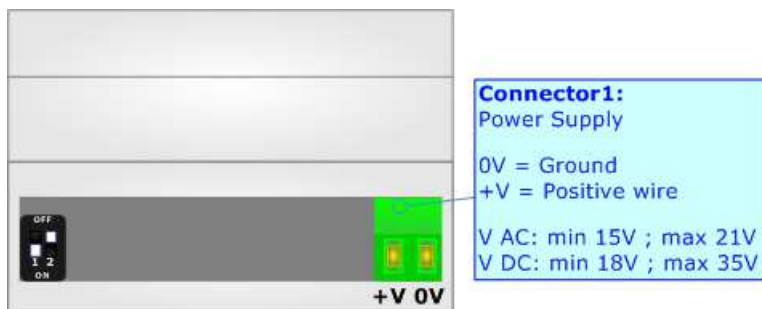 OFF
1 2
ON
+V 0V
Connector1:
Power Supply
0V = Ground
+V = Positive wire
V AC: min 15V ; max 21V
V DC: min 18V ; max 35V